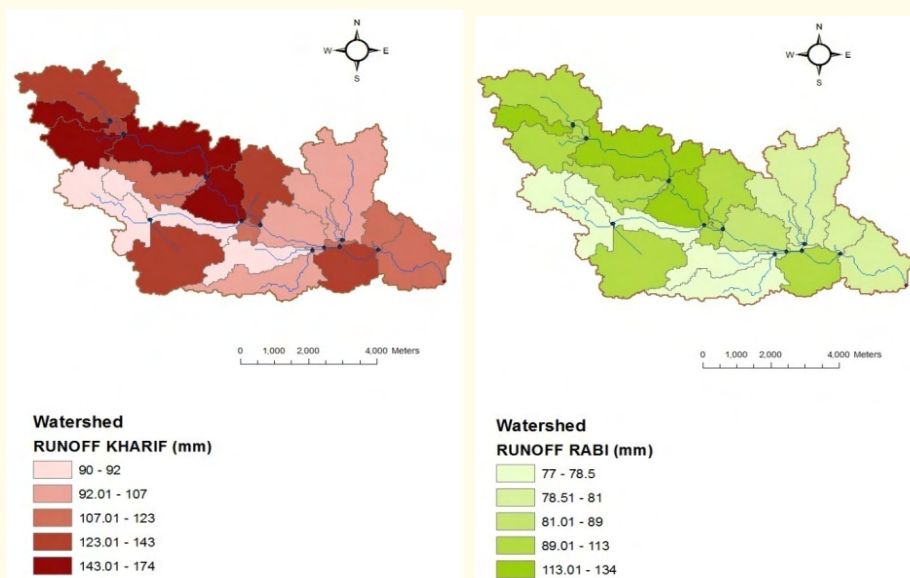 N
W E
S
0 1,000 2,000 4,000 Meters
Watershed
RUNOFF KHARIF (mm)
90 - 92
92.01 - 107
107.01 - 123
123.01 - 143
143.01 - 174
N
W E
S
0 1,000 2,000 4,000 Meters
Watershed
RUNOFF RABI (mm)
77 - 78.5
78.51 - 81
81.01 - 89
89.01 - 113
113.01 - 134